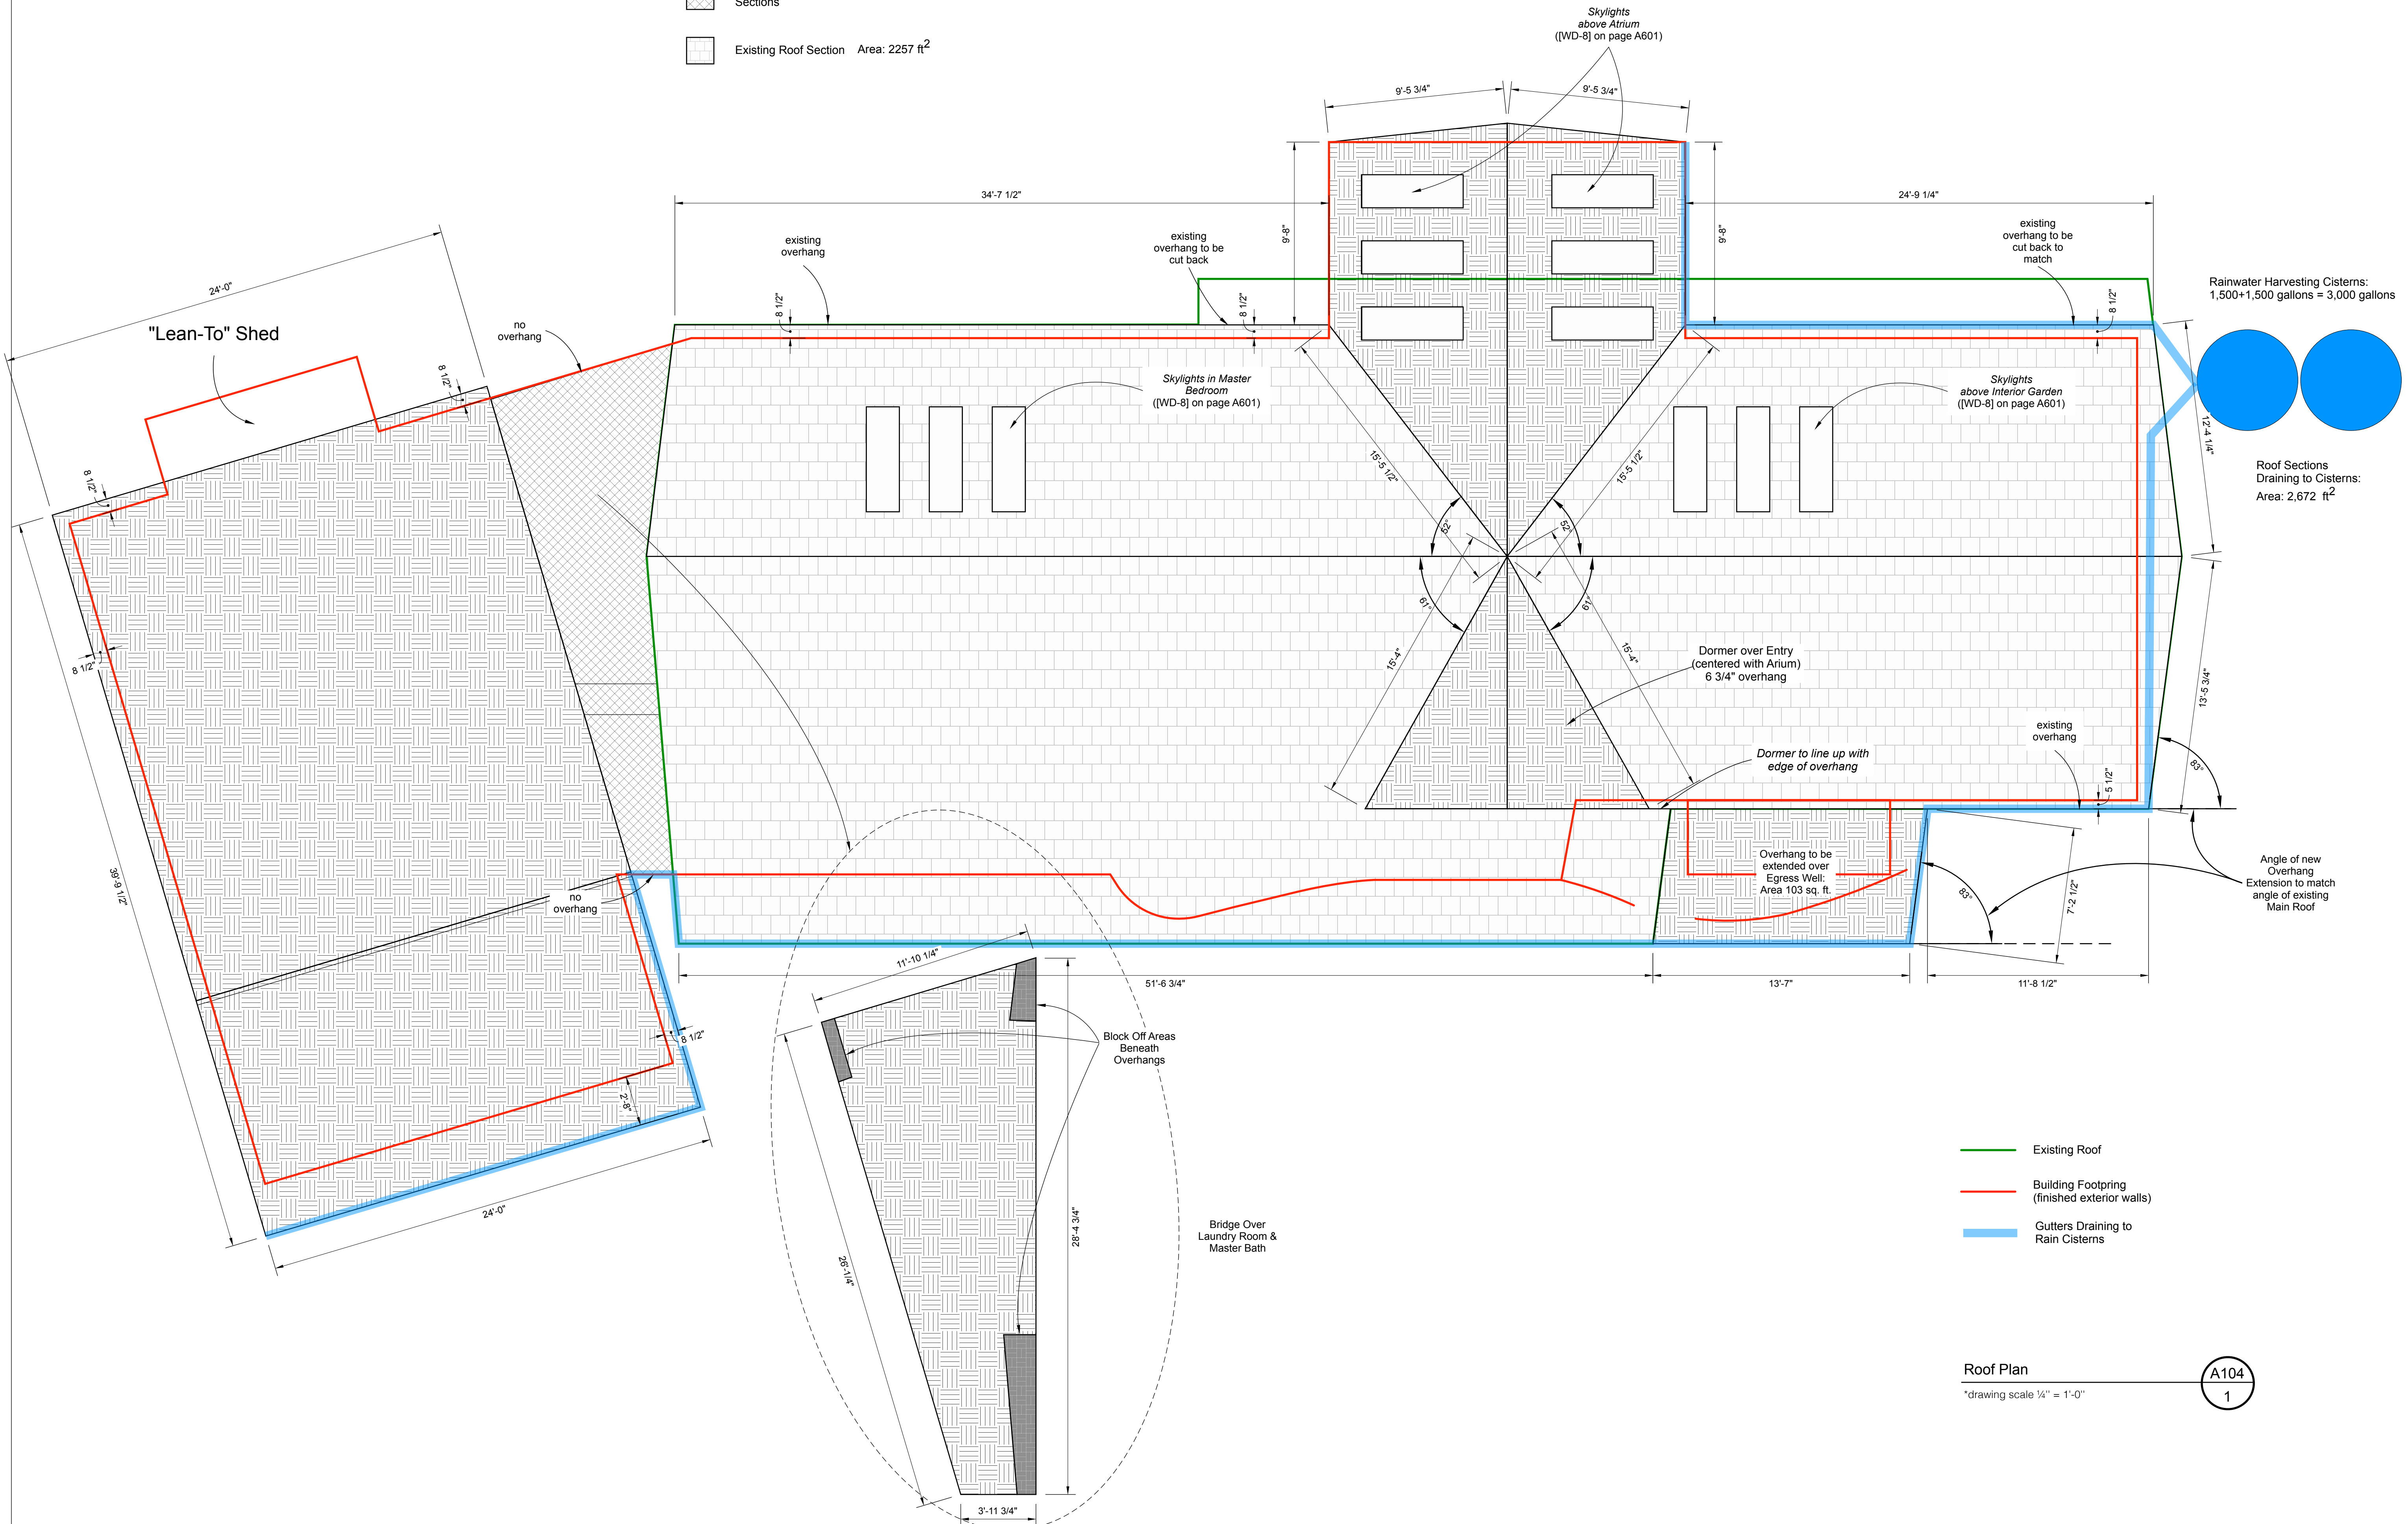 Sections
Existing Roof Section Area: 2257 ft2
Skylights
above Atrium
([WD-8] on page A601)
9'-5 3/4"
9'-5 3/4"
34'-7 1/2"
24'-9 1/4"
9'-8"
9'-8"
existing
overhang
existing
overhang to be
cut back
existing
overhang to be
cut back to
match
24'-0"
"Lean-To" Shed
no
overhang
8 1/2"
8 1/2"
8 1/2"
8 1/2"
8 1/2"
8 1/2"
Rainwater Harvesting Cisterns:
1,500+1,500 gallons = 3,000 gallons
Skylights in Master
Bedroom
([WD-8] on page A601)
Skylights
above Interior Garden
([WD-8] on page A601)
12'-4 1/4"
Roof Sections
Draining to Cisterns:
Area: 2,672 ft2
15'-5 1/2"
15'-5 1/2"
52°
52°
61°
61°
15'-4"
15'-4"
Dormer over Entry
(centered with Arium)
6 3/4" overhang
13'-5 3/4"
existing
overhang
Dormer to line up with
edge of overhang
83°
5 1/2"
Overhang to be
extended over
Egress Well:
Area 103 sq. ft.
83°
7'-2 1/2"
Angle of new
Overhang
Extension to match
angle of existing
Main Roof
39'-9 1/2"
no
overhang
11'-10 1/4"
51'-6 3/4"
13'-7"
11'-8 1/2"
8 1/2"
2'-8"
24'-0"
Block Off Areas
Beneath
Overhangs
26'-1/4"
28'-4 3/4"
Bridge Over
Laundry Room &
Master Bath
3'-11 3/4"
Existing Roof
Building Footpring
(finished exterior walls)
Gutters Draining to
Rain Cisterns
Roof Plan
A104
1
*drawing scale ¼'' = 1'-0''